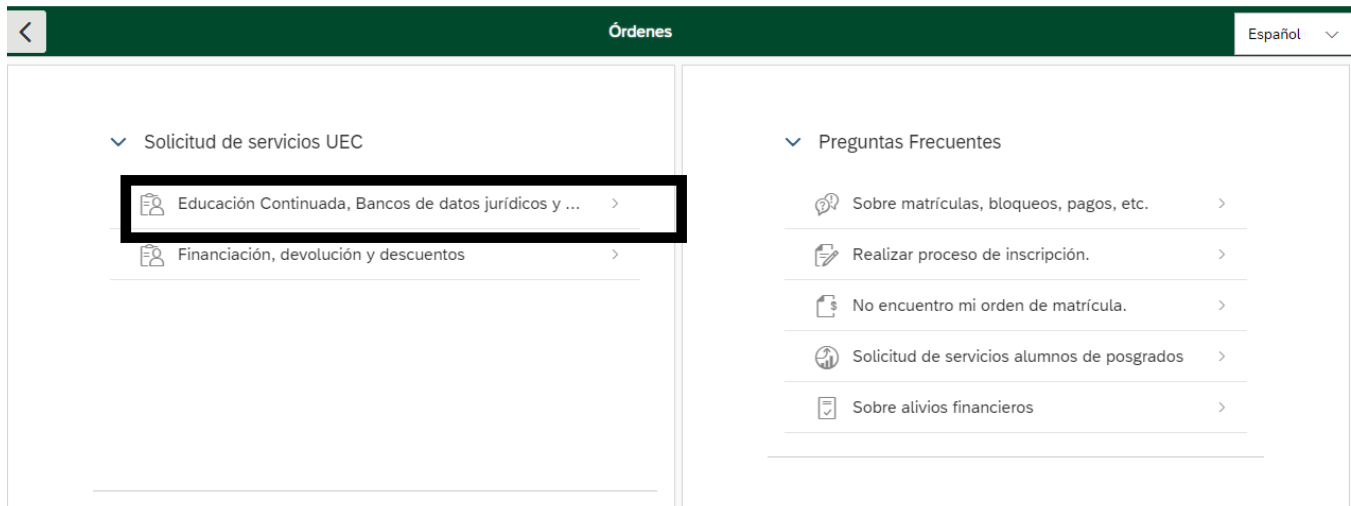 Órdenes
Español
Solicitud de servicios UEC
Educación Continuada, Bancos de datos jurídicos y ...
Financiación, devolución y descuentos
Preguntas Frecuentes
Sobre matrículas, bloqueos, pagos, etc.
Realizar proceso de inscripción.
No encuentro mi orden de matrícula.
Solicitud de servicios alumnos de posgrados
Sobre alivios financieros